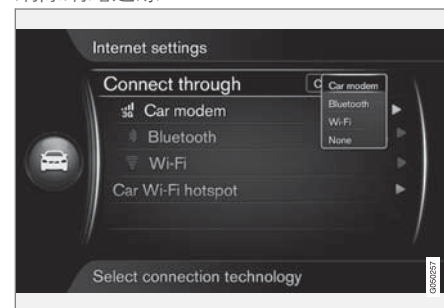 Internet settings
Connect through
C
Car modem
Bluetooth
Wi-Fi
None
3G
Car modem
Bluetooth
Wi-Fi
Car Wi-Fi hotspot
Select connection technology
G050257